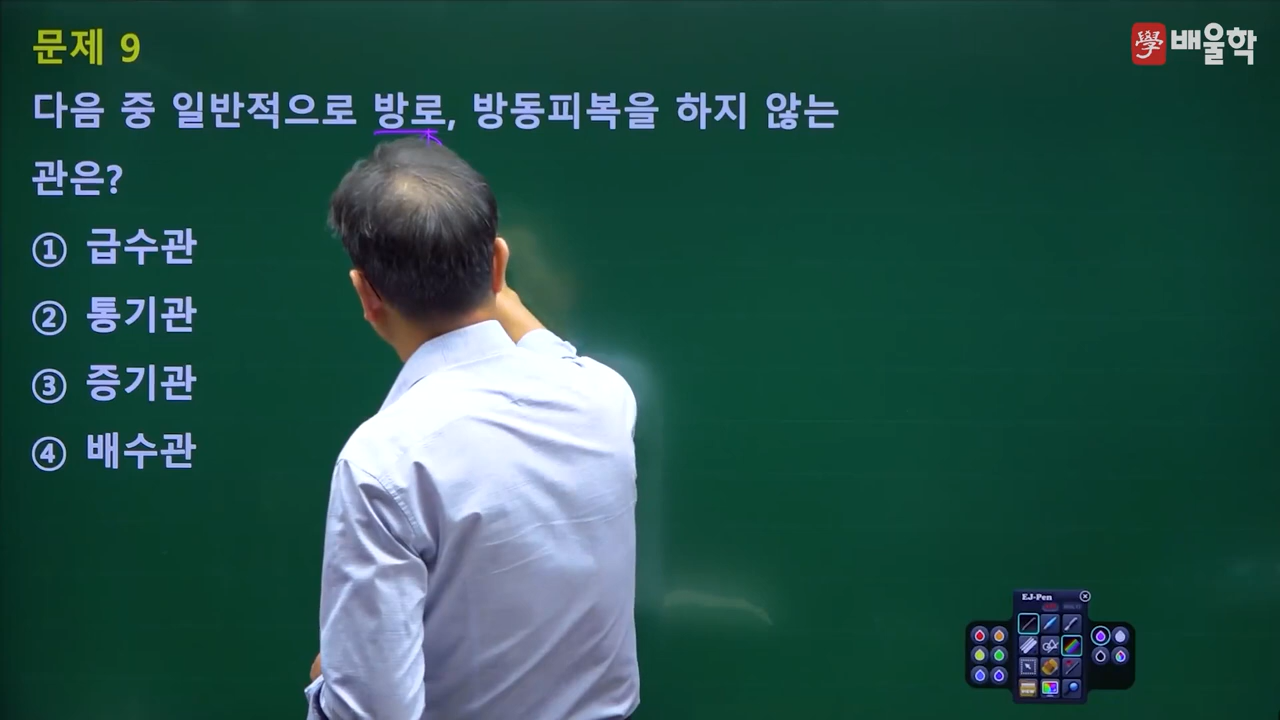 문제 9
學 배울학
다음 중 일반적으로 방로, 방동피복을 하지 않는
관은?
① 급수관
② 통기관
③ 증기관
④ 배수관
EJ-Pen